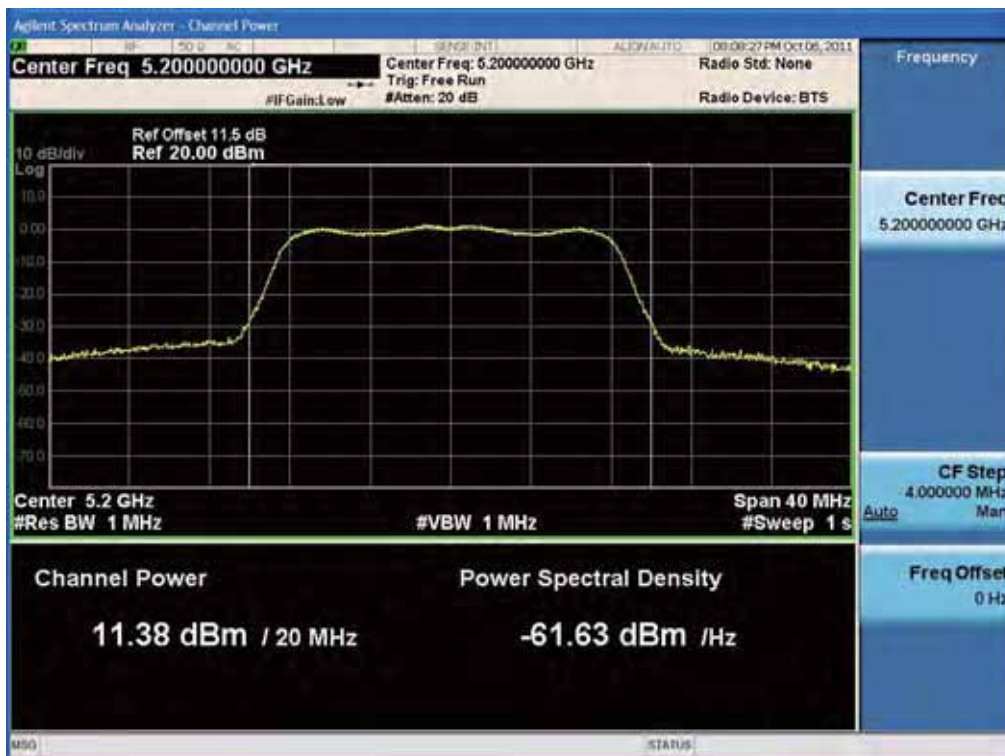 Agilent Spectrum Analyzer - Channel Power
RF 50 Ω AC SENSE:INT ALIGN AUTO 08:08:27 PM Oct 06, 2011
Center Freq 5.200000000 GHz
Center Freq: 5.200000000 GHz
Radio Std: None
Trig: Free Run
#IFGain:Low
#Atten: 20 dB
Radio Device: BTS
Frequency
Ref Offset 11.5 dB
10 dB/div
Ref 20.00 dBm
Log
10.0
0.00
-10.0
-20.0
-30.0
-40.0
-50.0
-60.0
-70.0
Center Freq
5.200000000 GHz
Center 5.2 GHz
Span 40 MHz
#Res BW 1 MHz
#VBW 1 MHz
#Sweep 1 s
CF Step
4.000000 MHz
Auto
Man
Channel Power
Power Spectral Density
11.38 dBm / 20 MHz
-61.63 dBm /Hz
Freq Offset
0 Hz
MSG
STATUS